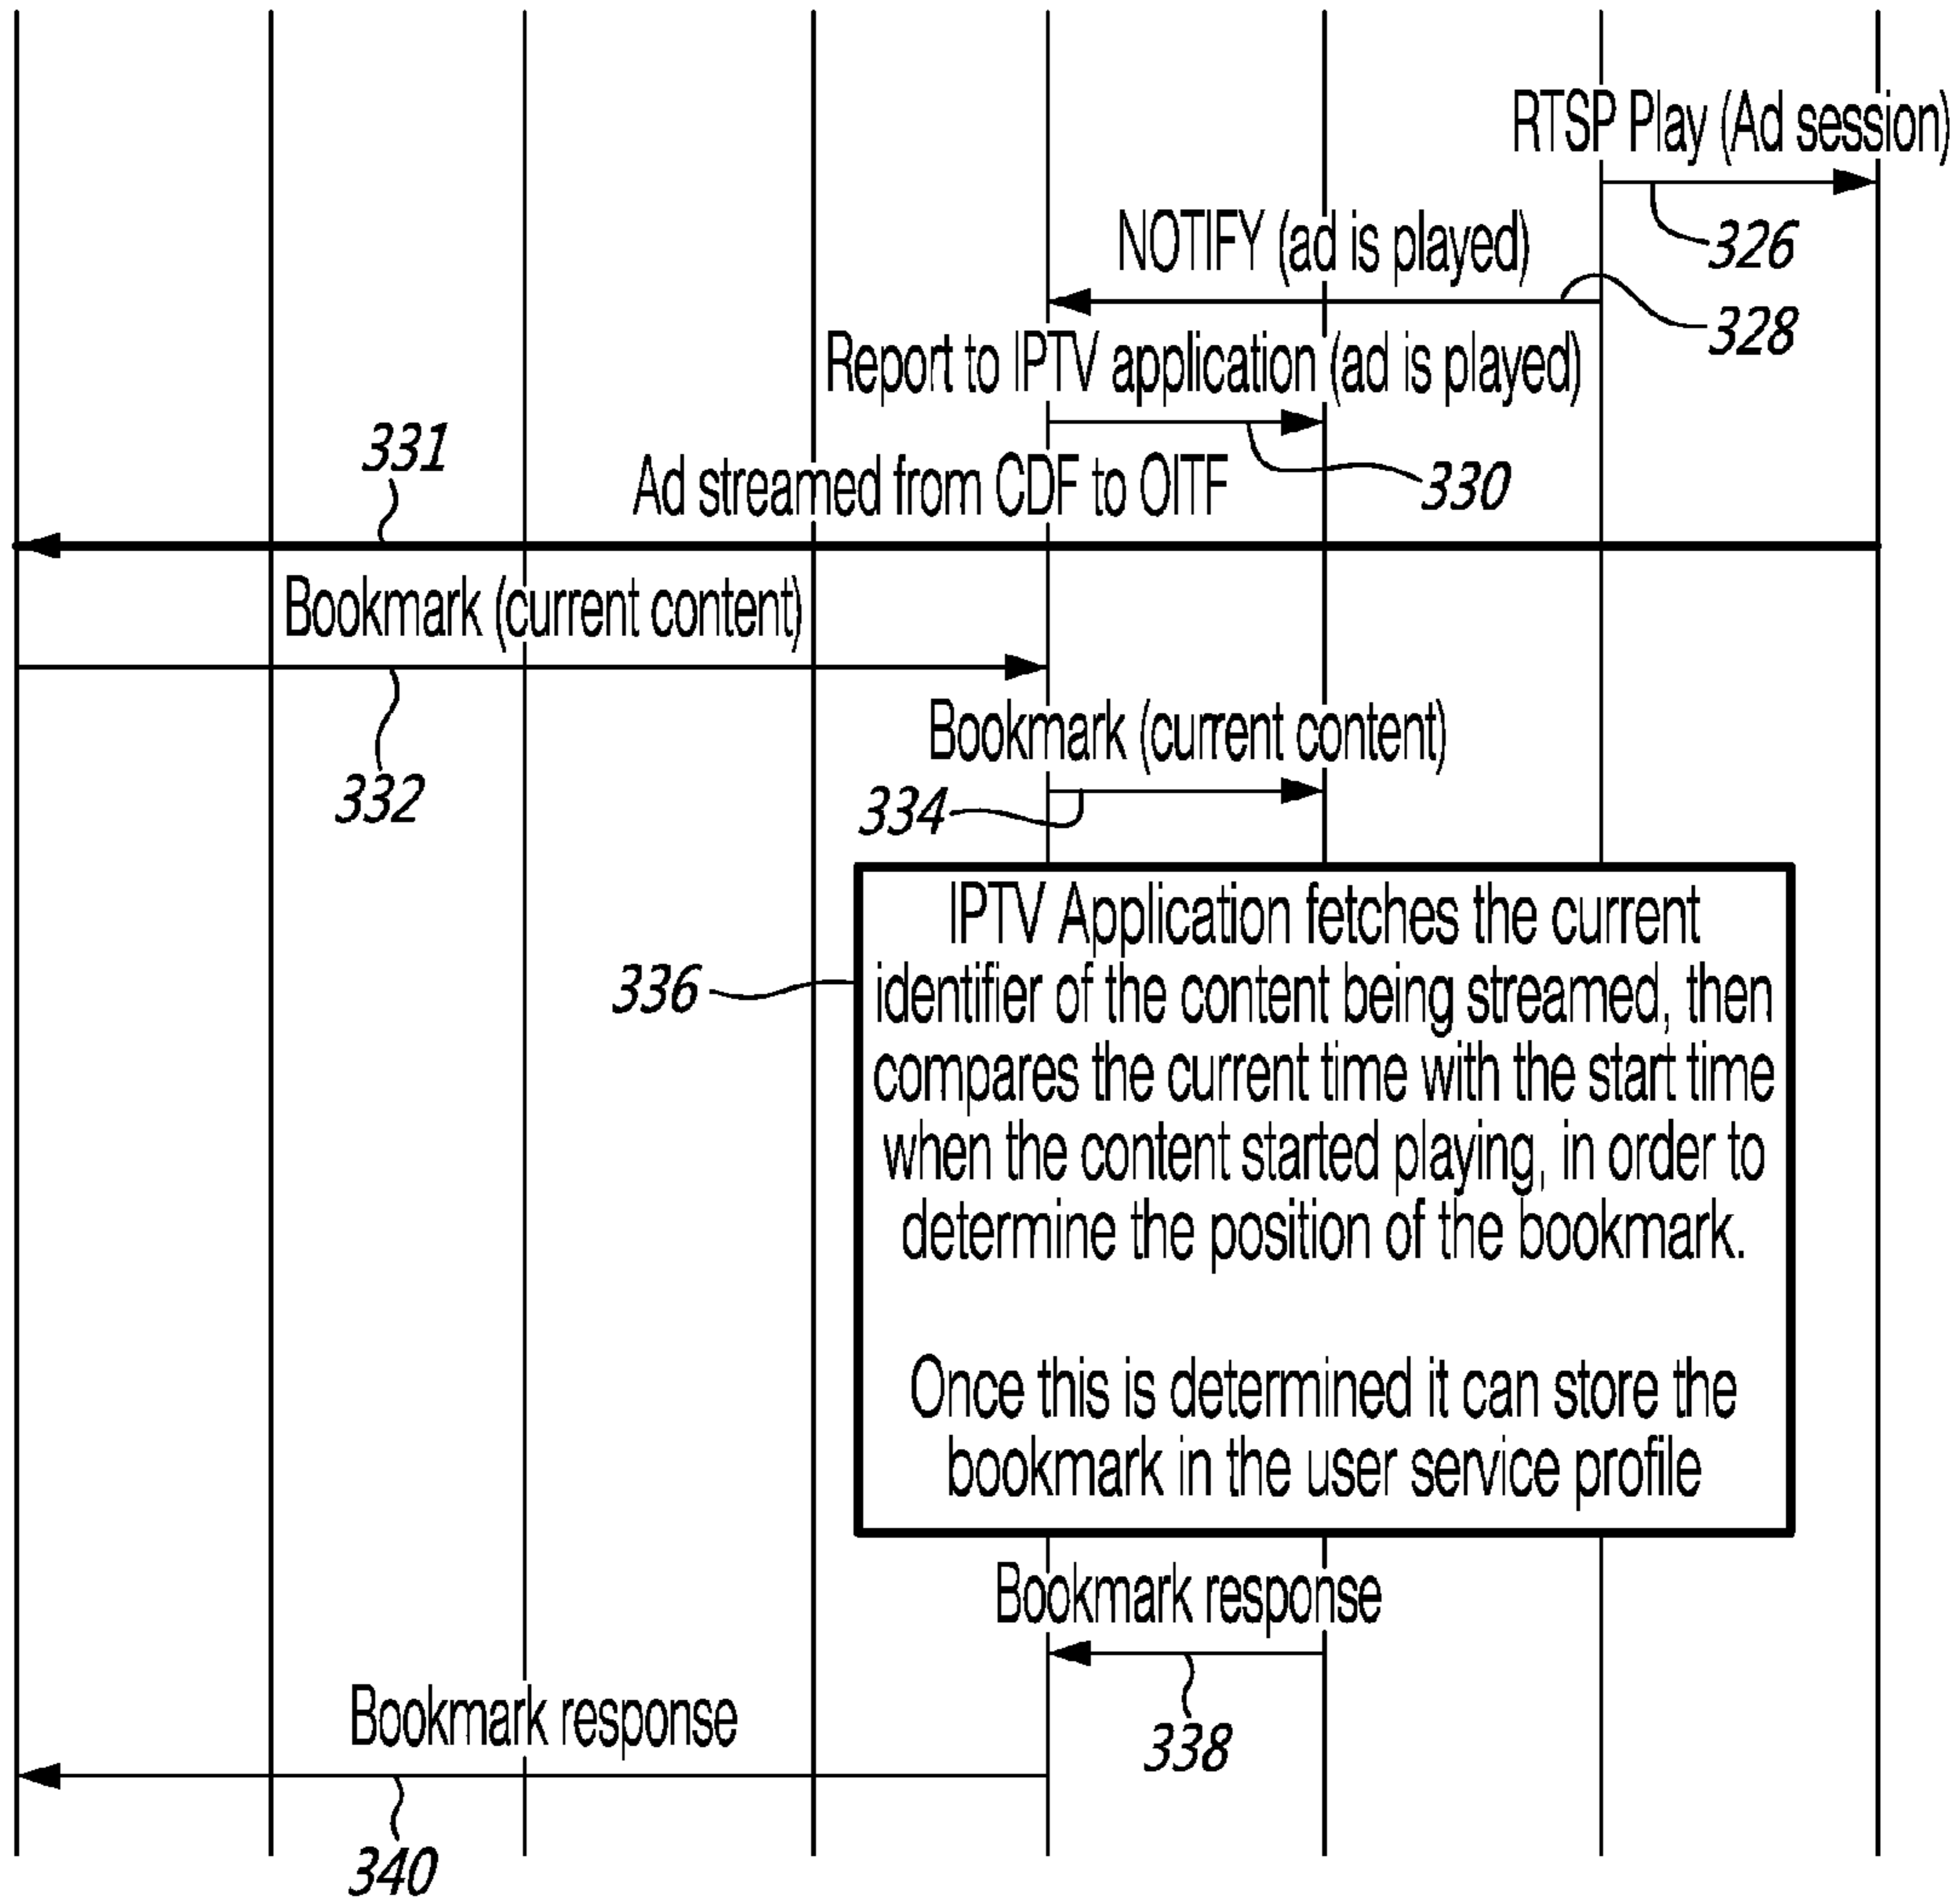 RTSP Play (Ad session)
326
NOTIFY (ad is played)
328
Report to IPTV application (ad is played)
330
331
Ad streamed from CDF to OITF
Bookmark (current content)
332
Bookmark (current content)
334
IPTV Application fetches the current
identifier of the content being streamed, then
compares the current time with the start time
when the content started playing, in order to
determine the position of the bookmark.
Once this is determined it can store the
bookmark in the user service profile
336
Bookmark response
338
Bookmark response
340